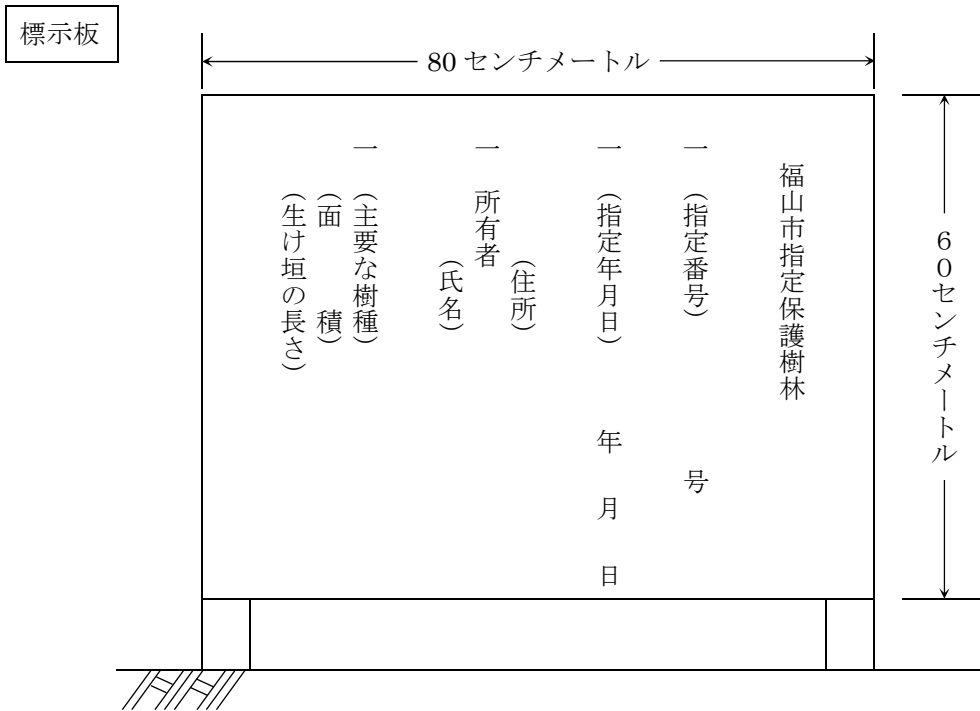 標示板
80センチメートル
60センチメートル
福山市指定保護樹林
一 (指定番号) 号
一 (指定年月日) 年 月 日
(住所)
一 所有者
(氏名)
一 (主要な樹種)
(面 積)
(生け垣の長さ)